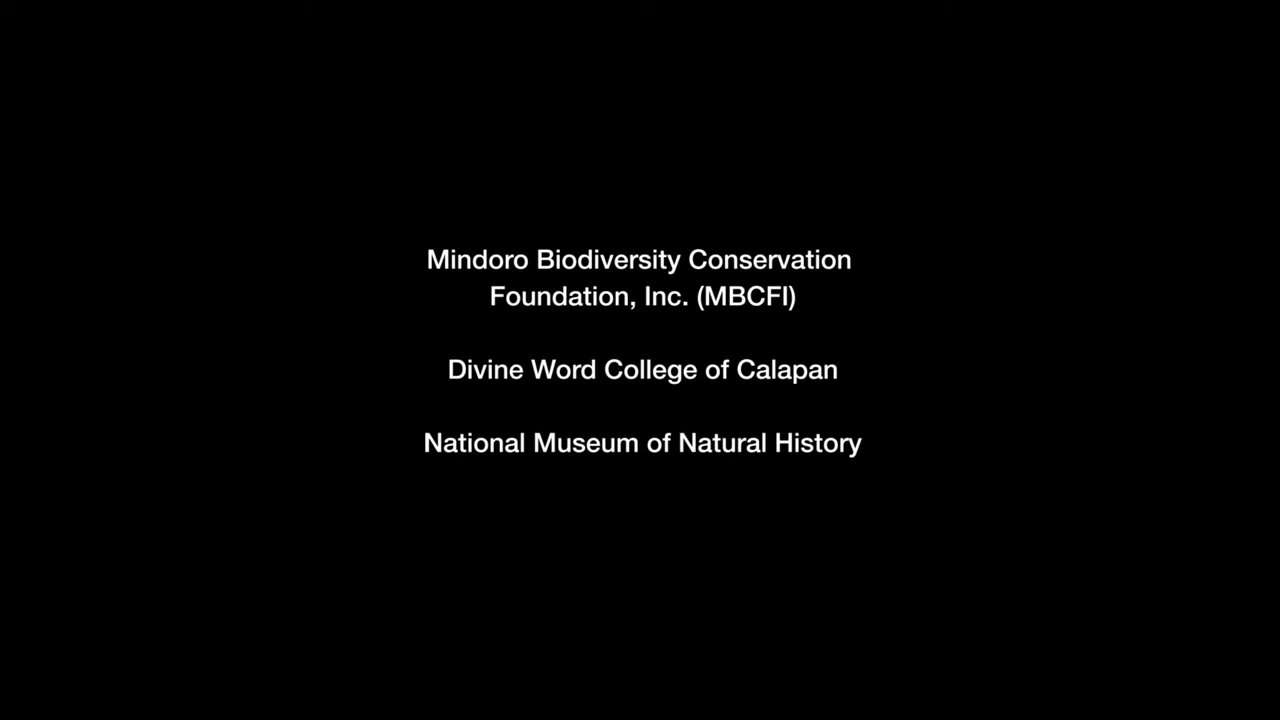 Mindoro Biodiversity Conservation
Foundation, Inc. (MBCFI)
Divine Word College of Calapan
National Museum of Natural History